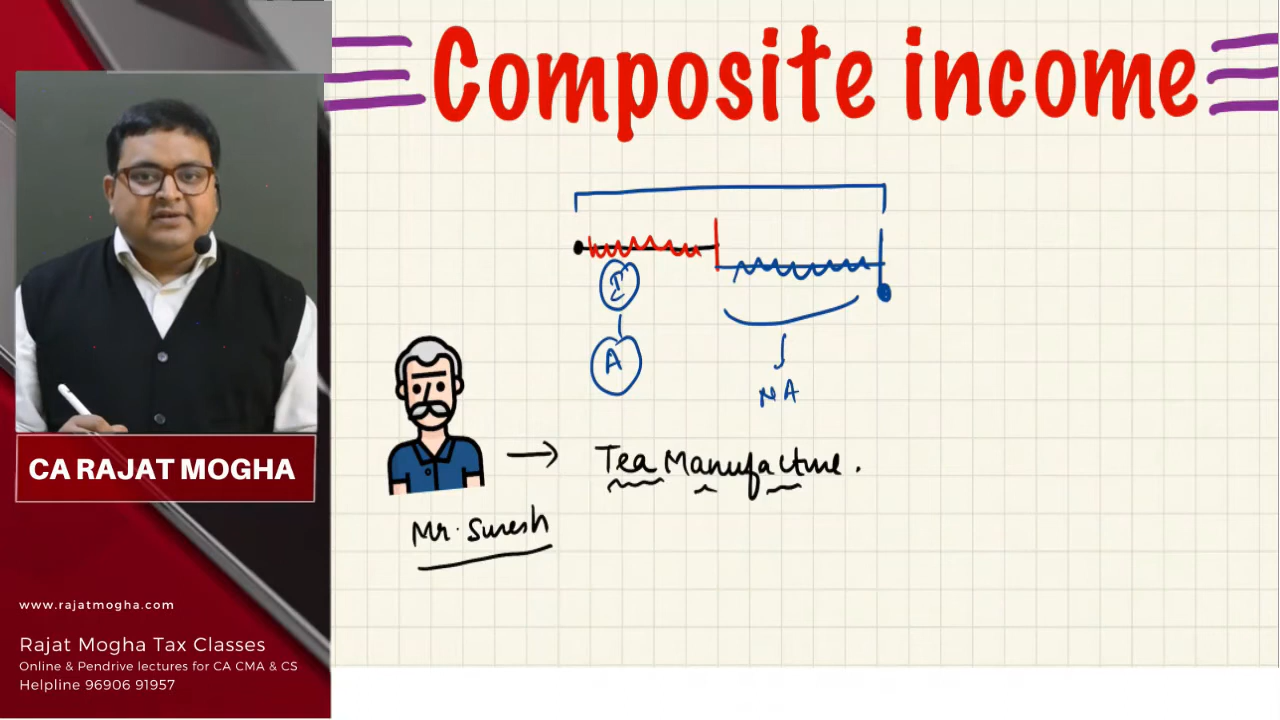 Composite income
I
A
NA
Tea Manufacture.
Mr. Suresh
CA RAJAT MOGHA
www.rajatmogha.com
Rajat Mogha Tax Classes
Online & Pendrive lectures for CA CMA & CS
Helpline 96906 91957